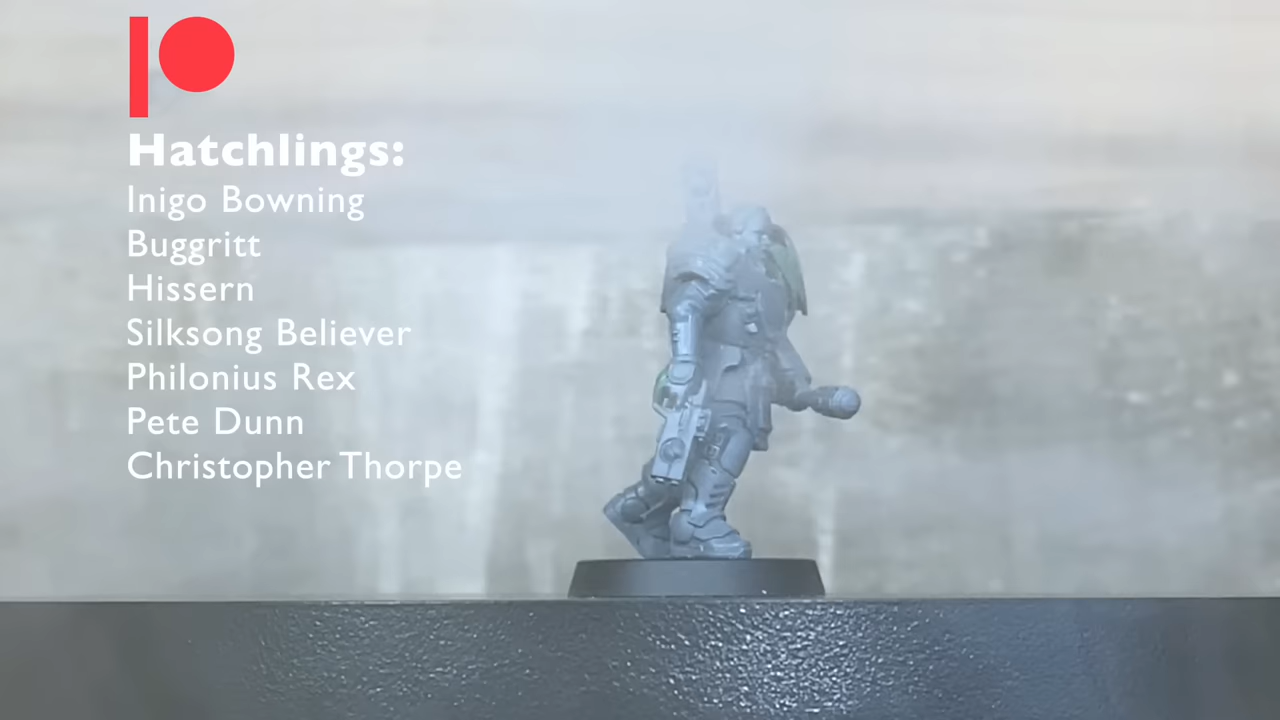 Hatchlings:
Inigo Bowning
Buggritt
Hissern
Silksong Believer
Philonius Rex
Pete Dunn
Christopher Thorpe